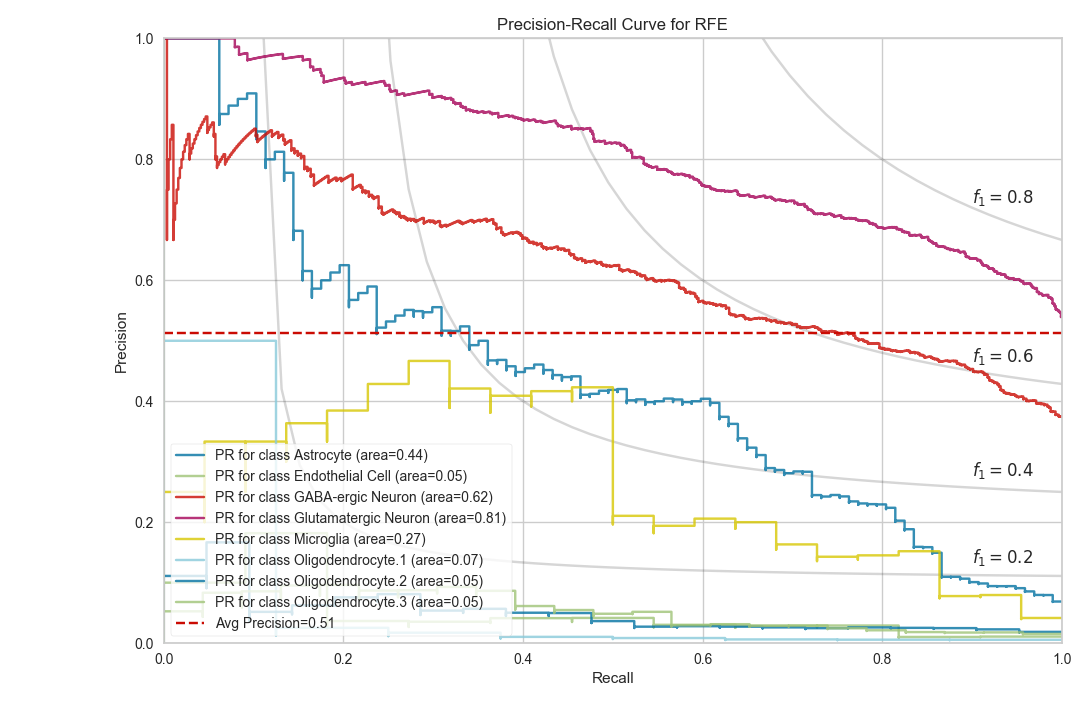 Precision-Recall Curve for RFE
1.0
0.8
0.6
0.4
0.2
0.0
Precision
f1 = 0.8
f1 = 0.6
f1 = 0.4
f1 = 0.2
PR for class Astrocyte (area=0.44)
PR for class Endothelial Cell (area=0.05)
PR for class GABA-ergic Neuron (area=0.62)
PR for class Glutamatergic Neuron (area=0.81)
PR for class Microglia (area=0.27)
PR for class Oligodendrocyte.1 (area=0.07)
PR for class Oligodendrocyte.2 (area=0.05)
PR for class Oligodendrocyte.3 (area=0.05)
Avg Precision=0.51
0.0 0.2 0.4 0.6 0.8 1.0
Recall